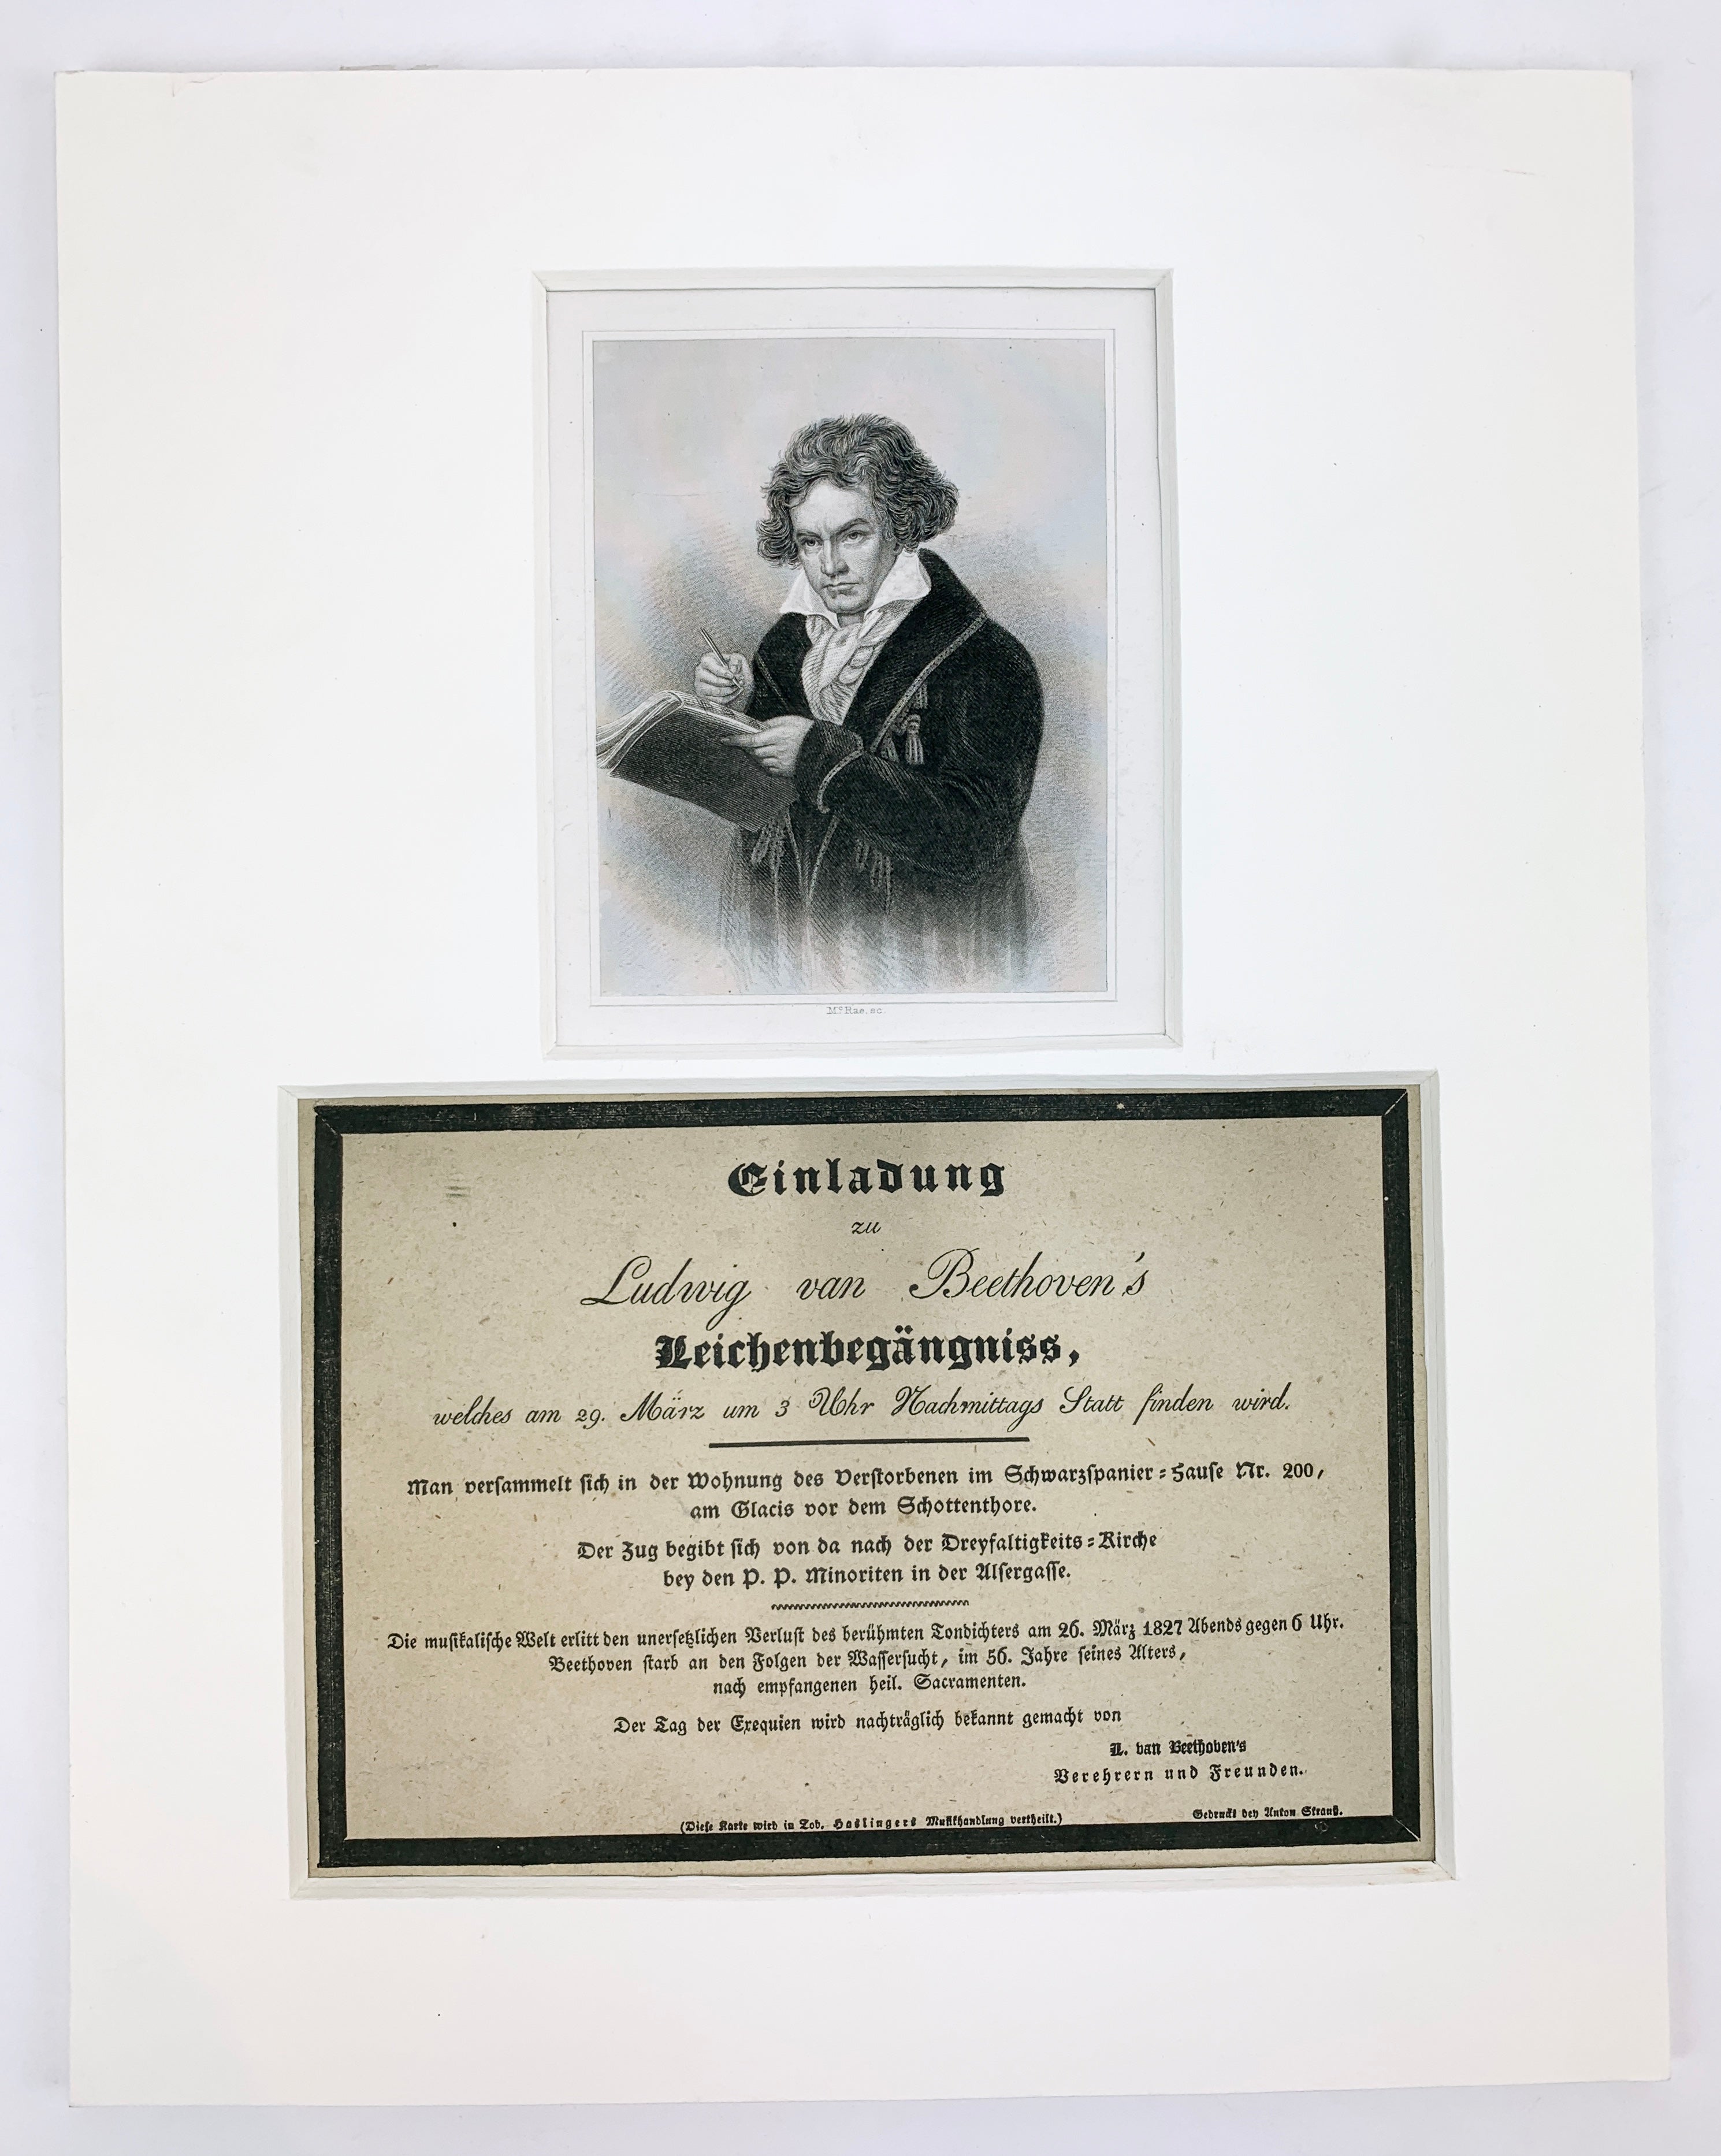 Mc Rae. sc.
Einladung
zu
Ludwig van Beethoven's
Leichenbegängniss,
welches am 29. März um 3 Uhr Nachmittags Statt finden wird.
Man verſammelt ſich in der Wohnung des Verſtorbenen im Schwarzſpanier=Hauſe Nr. 200,
am Glacis vor dem Schottenthore.
Der Zug begibt ſich von da nach der Dreyfaltigkeits=Kirche
bey den P. P. Minoriten in der Alſergaſſe.
Die muſikaliſche Welt erlitt den unerſetzlichen Verluſt des berühmten Tondichters am 26. März 1827 Abends gegen 6 Uhr.
Beethoven ſtarb an den Folgen der Waſſerſucht, im 56. Jahre ſeines Alters,
nach empfangenen heil. Sacramenten.
Der Tag der Exequien wird nachträglich bekannt gemacht von
L. van Beethoven's
Verehrern und Freunden.
(Dieſe Karte wird in Tob. Haslingers Muſikhandlung vertheilt.)
Gedruckt bey Anton Strauß.